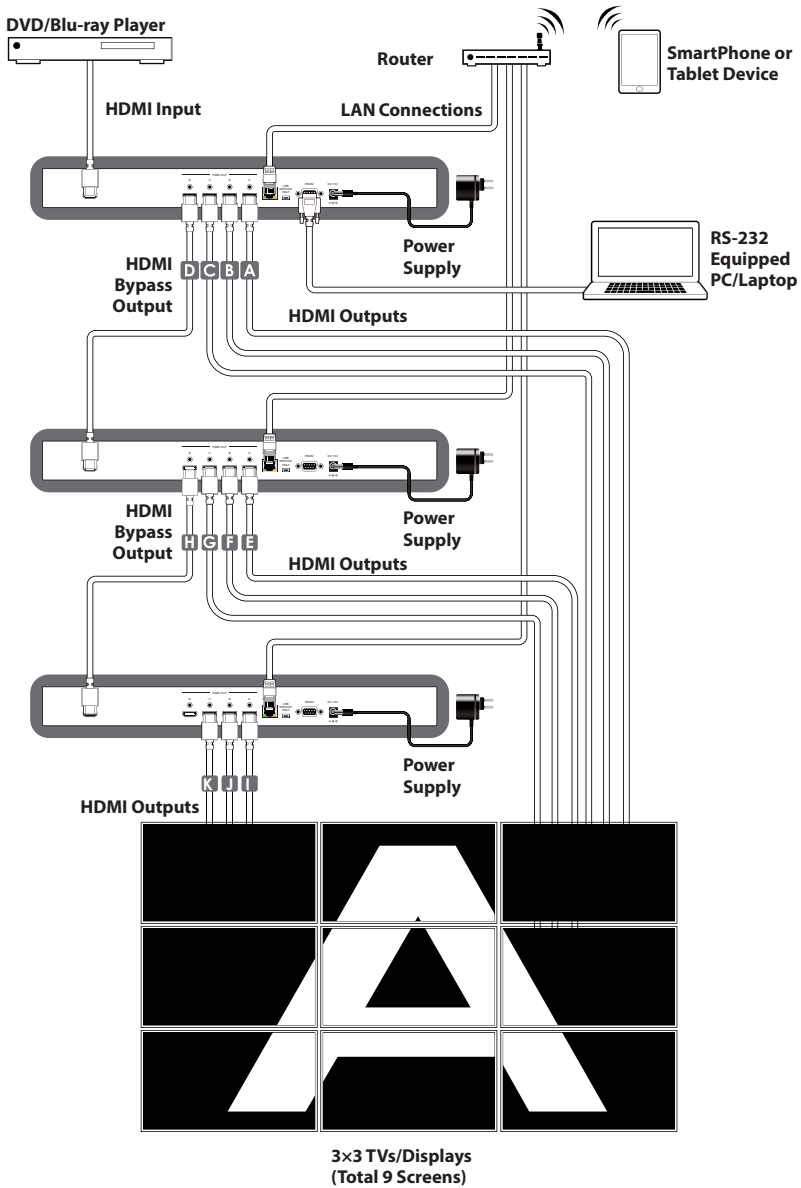 DVD/Blu-ray Player
Router
SmartPhone or
Tablet Device
HDMI Input
LAN Connections
HDMI
Bypass
Output
D C B A
Power
Supply
RS-232
Equipped
PC/Laptop
HDMI Outputs
HDMI
Bypass
Output
H G F E
Power
Supply
HDMI Outputs
K J I
Power
Supply
HDMI Outputs
A
3×3 TVs/Displays
(Total 9 Screens)